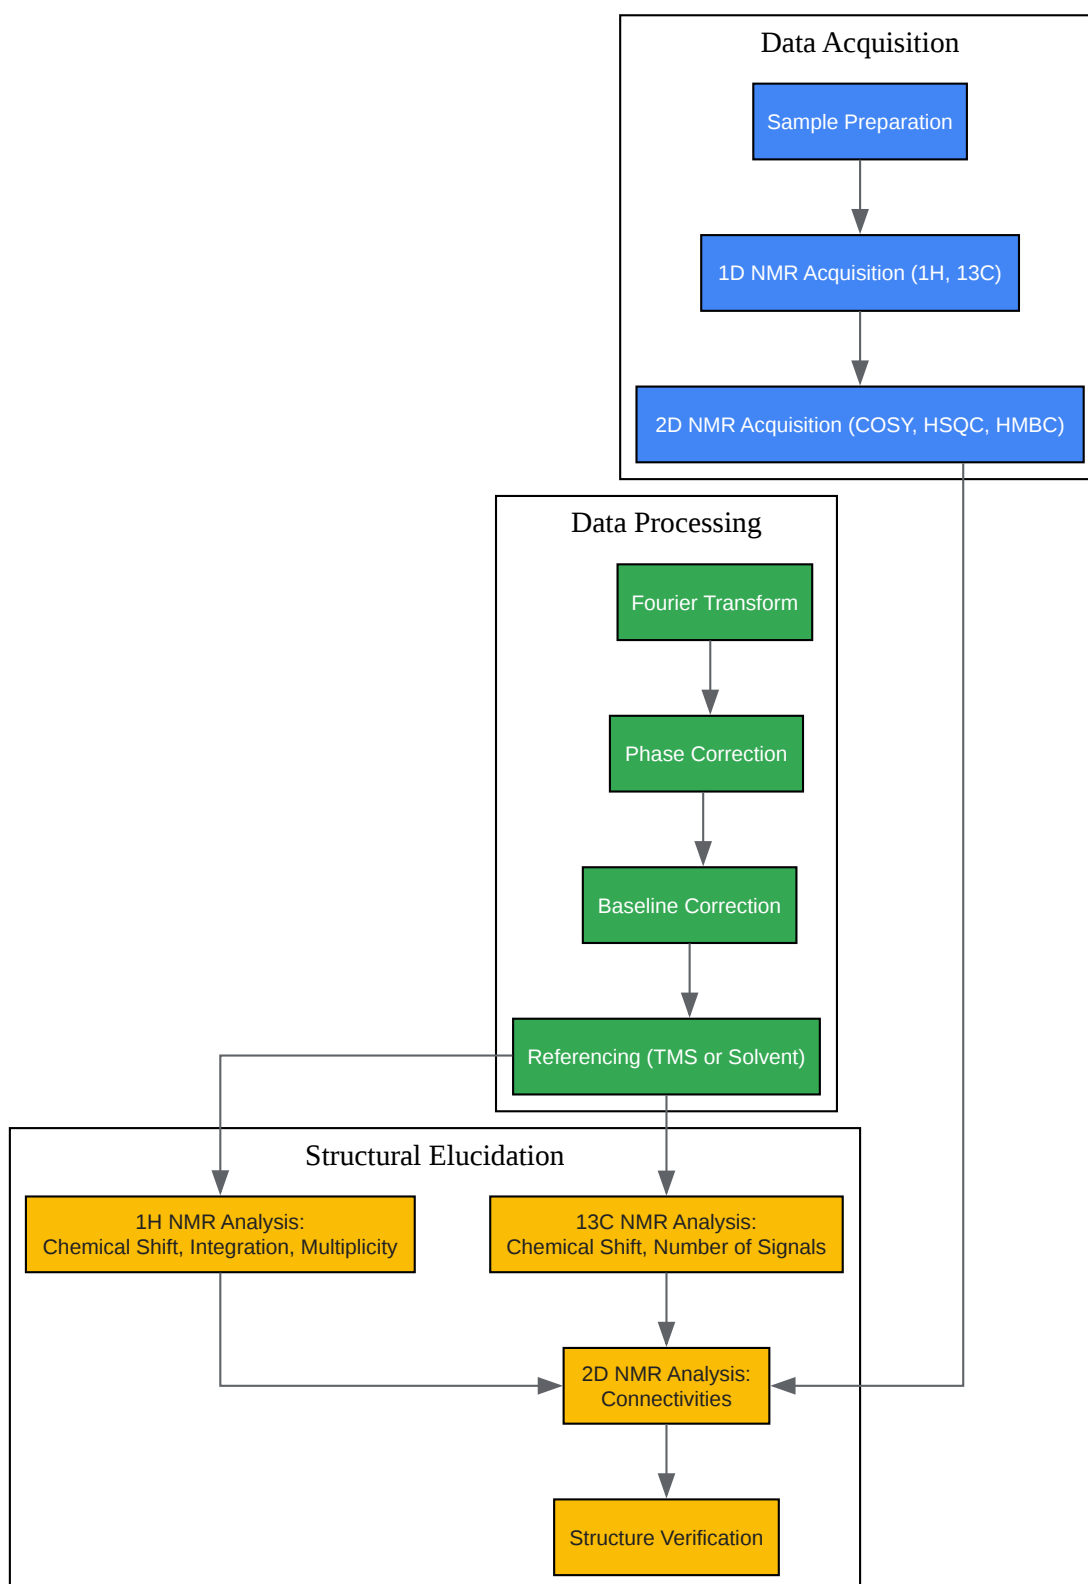 Data Acquisition
Sample Preparation
1D NMR Acquisition (1H, 13C)
2D NMR Acquisition (COSY, HSQC, HMBC)
Data Processing
Fourier Transform
Phase Correction
Baseline Correction
Referencing (TMS or Solvent)
Structural Elucidation
1H NMR Analysis:
Chemical Shift, Integration, Multiplicity
13C NMR Analysis:
Chemical Shift, Number of Signals
2D NMR Analysis:
Connectivities
Structure Verification